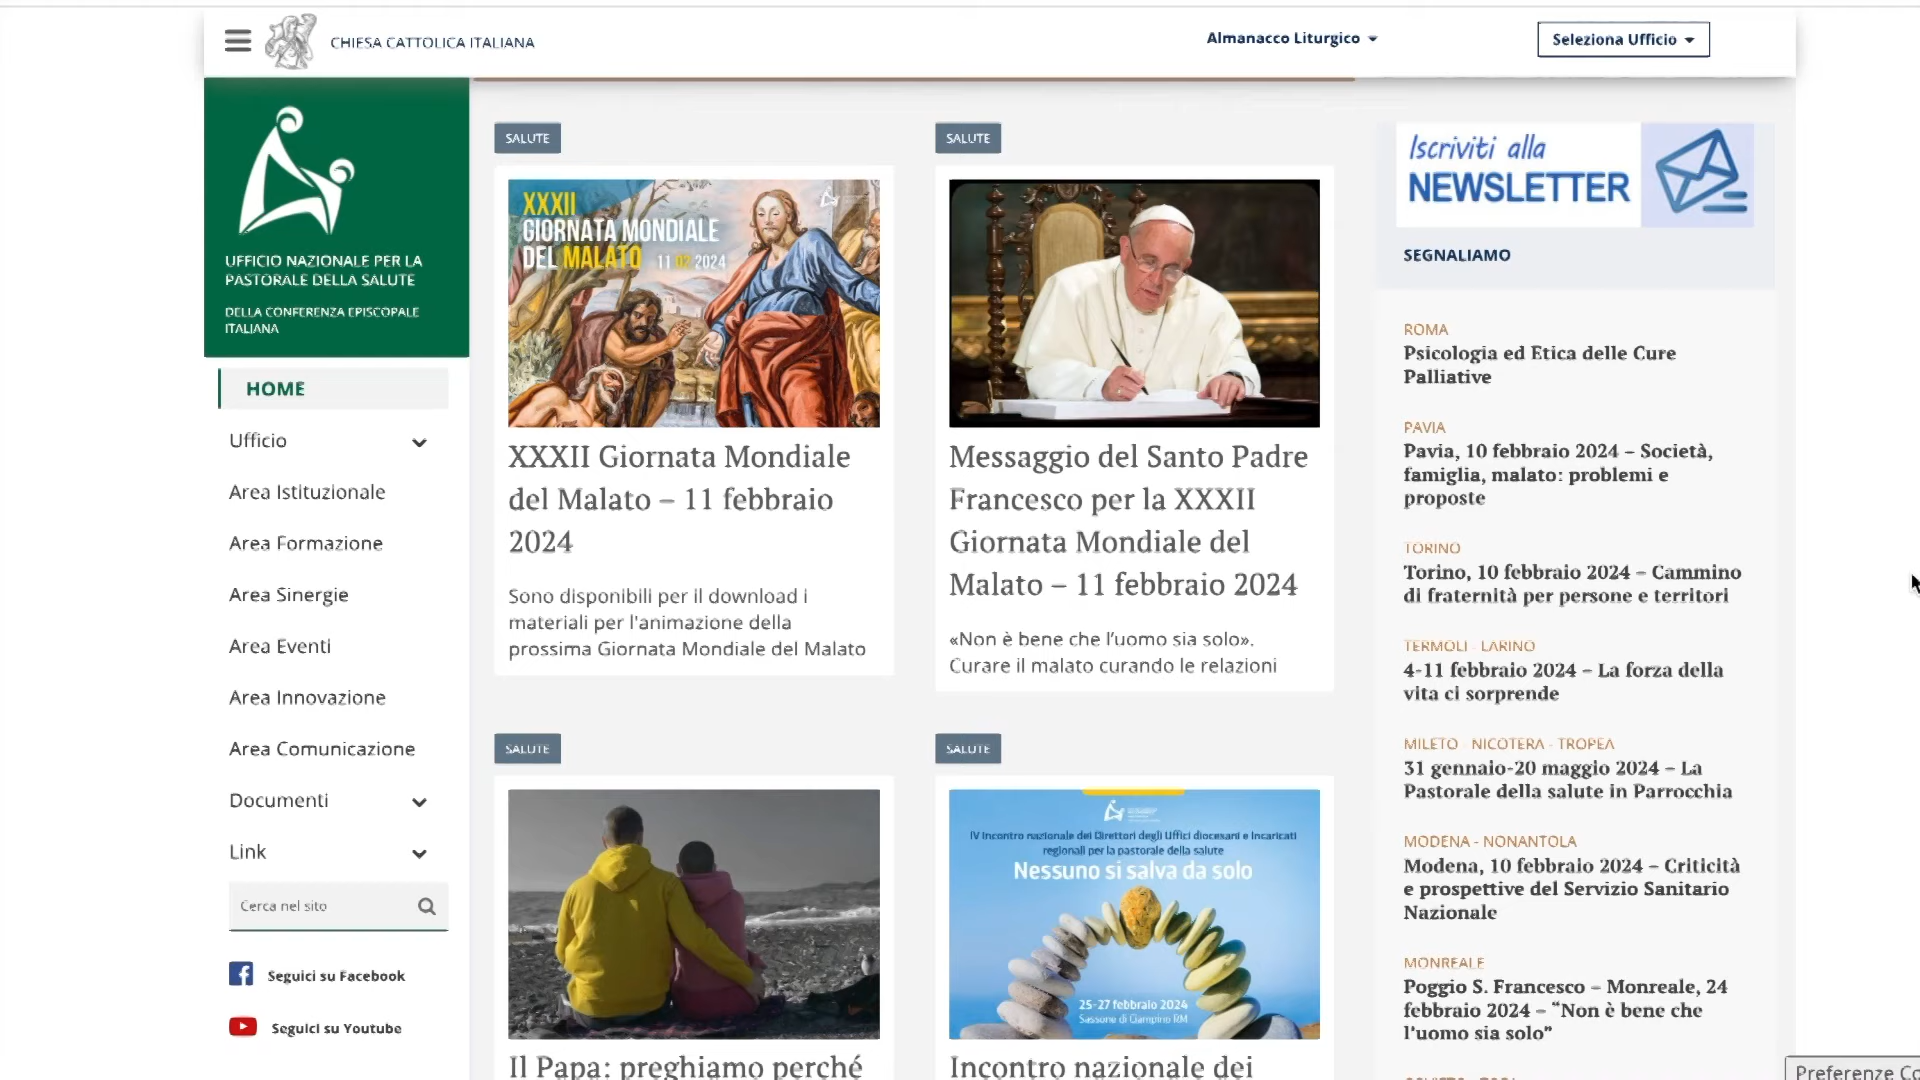 CHIESA CATTOLICA ITALIANA
Almanacco Liturgico
Seleziona Ufficio
UFFICIO NAZIONALE PER LA
PASTORALE DELLA SALUTE
DELLA CONFERENZA EPISCOPALE
ITALIANA
HOME
Ufficio
Area Istituzionale
Area Formazione
Area Sinergie
Area Eventi
Area Innovazione
Area Comunicazione
Documenti
Link
Cerca nel sito
Seguici su Facebook
Seguici su Youtube
SALUTE
XXXII
GIORNATA MONDIALE
DEL MALATO 11 02 2024
XXXII Giornata Mondiale
del Malato – 11 febbraio
2024
Sono disponibili per il download i
materiali per l'animazione della
prossima Giornata Mondiale del Malato
SALUTE
Messaggio del Santo Padre
Francesco per la XXXII
Giornata Mondiale del
Malato – 11 febbraio 2024
«Non è bene che l’uomo sia solo».
Curare il malato curando le relazioni
SALUTE
Il Papa: preghiamo perché
SALUTE
IV Incontro nazionale dei Direttori degli Uffici diocesani e Incaricati
regionali per la pastorale della salute
Nessuno si salva da solo
25-27 febbraio 2024
Sassone di Ciampino RM
Incontro nazionale dei
Iscriviti alla
NEWSLETTER
SEGNALIAMO
ROMA
Psicologia ed Etica delle Cure
Palliative
PAVIA
Pavia, 10 febbraio 2024 – Società,
famiglia, malato: problemi e
proposte
TORINO
Torino, 10 febbraio 2024 – Cammino
di fraternità per persone e territori
TERMOLI - LARINO
4-11 febbraio 2024 – La forza della
vita ci sorprende
MILETO - NICOTERA - TROPEA
31 gennaio-20 maggio 2024 – La
Pastorale della salute in Parrocchia
MODENA - NONANTOLA
Modena, 10 febbraio 2024 – Criticità
e prospettive del Servizio Sanitario
Nazionale
MONREALE
Poggio S. Francesco – Monreale, 24
febbraio 2024 – “Non è bene che
l’uomo sia solo”
Preferenze Co